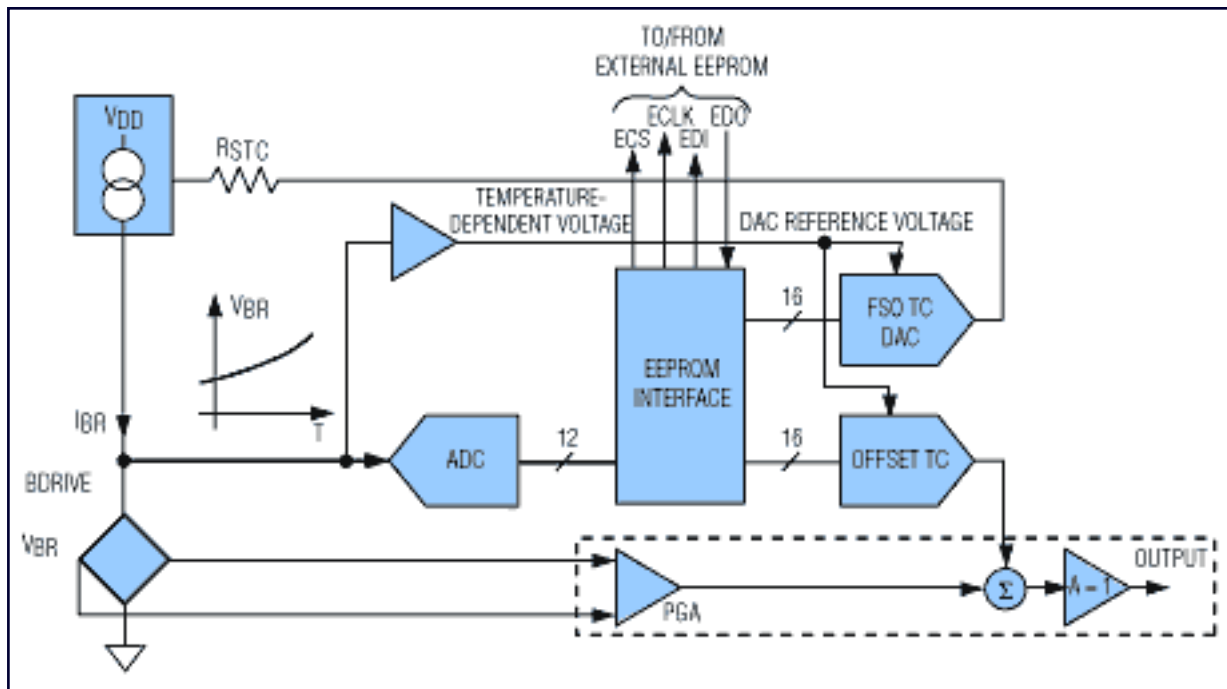 TO/FROM
EXTERNAL EEPROM
ECLK EDO
ECS EDI
VDD
RSTC
TEMPERATURE-
DEPENDENT VOLTAGE
DAC REFERENCE VOLTAGE
VBR
T
16
FSO TC
DAC
EEPROM
INTERFACE
IBR
12
16
ADC
OFFSET TC
BDRIVE
VBR
PGA
Σ
A = 1
OUTPUT